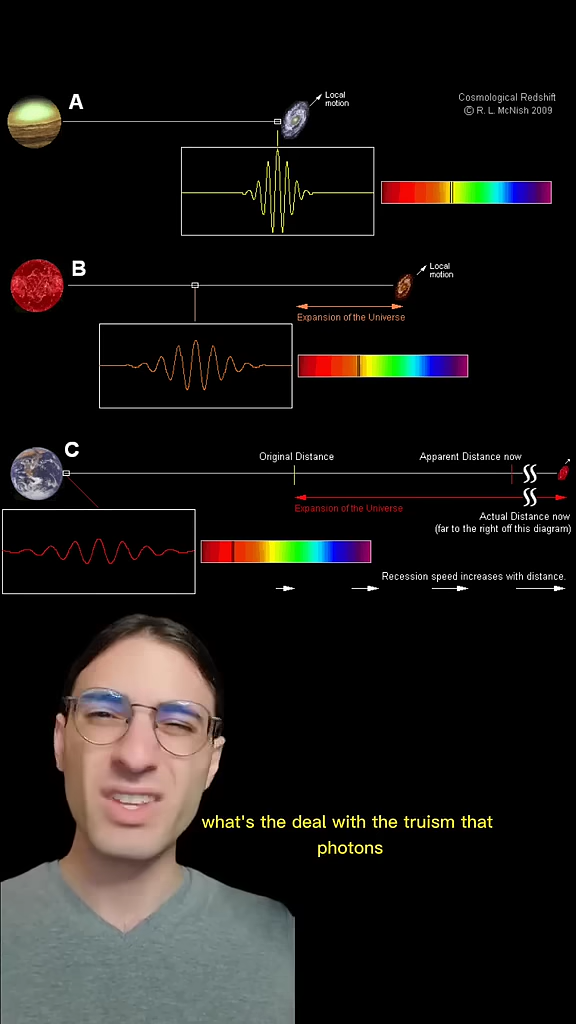 A
Local
motion
Cosmological Redshift
© R. L. McNish 2009
B
Local
motion
Expansion of the Universe
C
Original Distance
Apparent Distance now
Expansion of the Universe
Actual Distance now
(far to the right off this diagram)
Recession speed increases with distance.
what's the deal with the truism that
photons